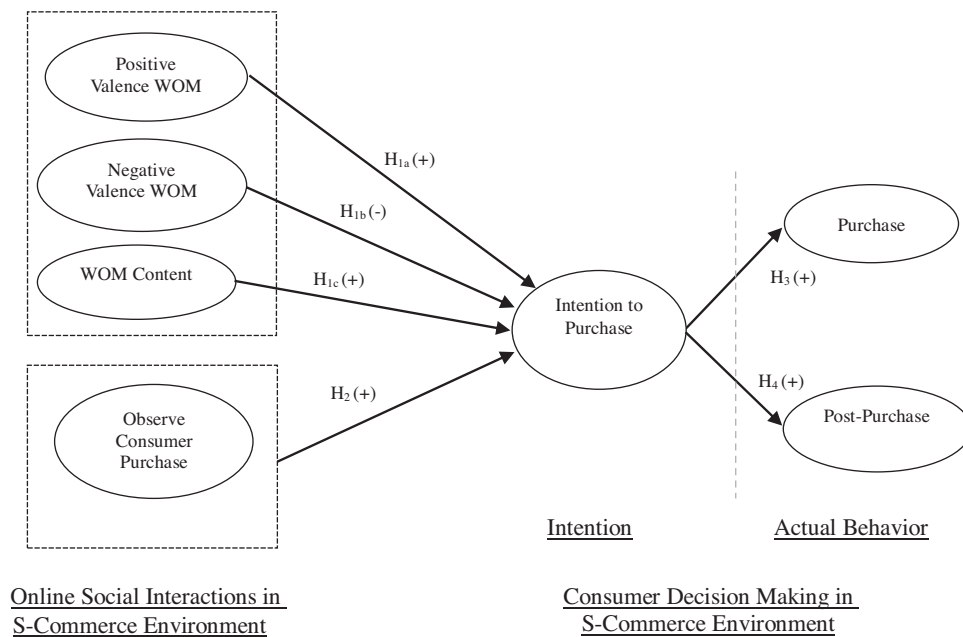 Positive
Valence WOM
H1a(+)
Negative
Valence WOM
H1b(-)
WOM Content
H1c(+)
Intention to
Purchase
Purchase
H3(+)
Observe
Consumer
Purchase
H2(+)
H4(+)
Post-Purchase
Intention
Actual Behavior
Online Social Interactions in
S-Commerce Environment
Consumer Decision Making in
S-Commerce Environment